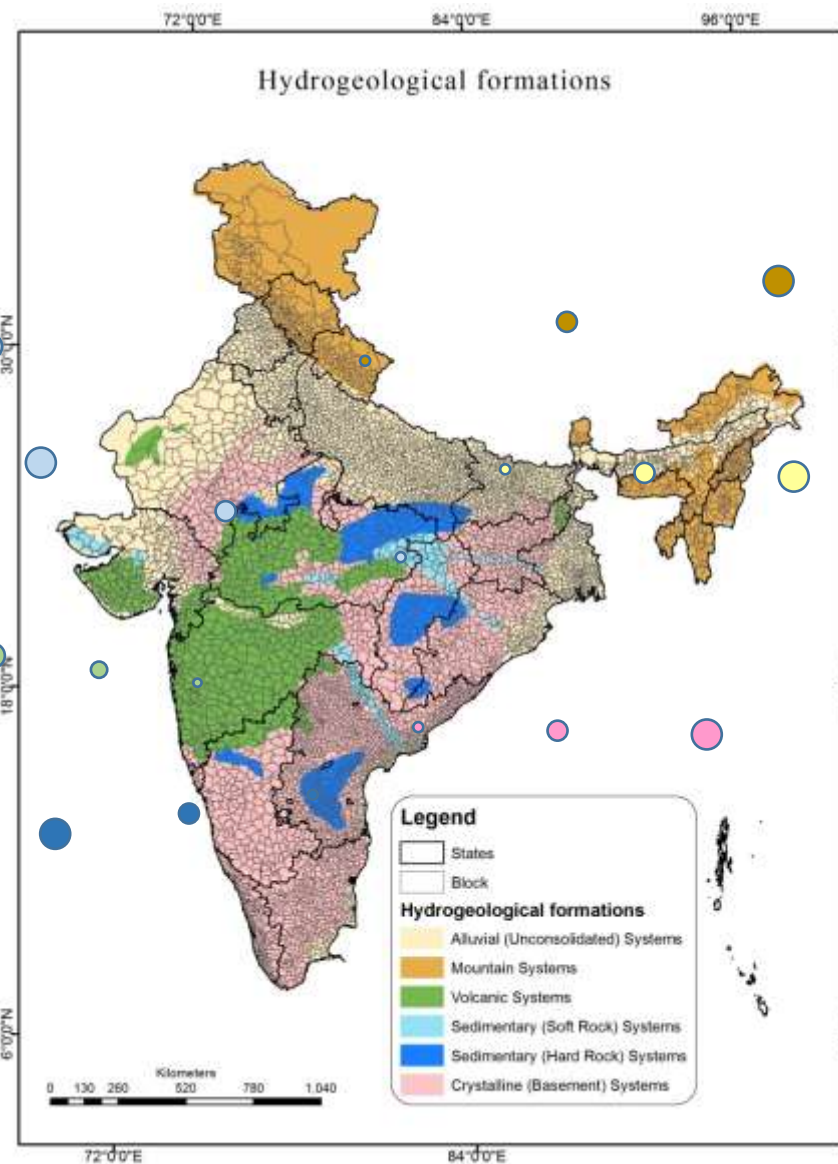 72°0'0"E
84°0'0"E
96°0'0"E
Hydrogeological formations
30°0'0"N
18°0'0"N
6°0'0"N
Legend
States
Block
Hydrogeological formations
Alluvial (Unconsolidated) Systems
Mountain Systems
Volcanic Systems
Sedimentary (Soft Rock) Systems
Sedimentary (Hard Rock) Systems
Crystalline (Basement) Systems
Kilometers
0 130 260 520 780 1,040
72°0'0"E
84°0'0"E